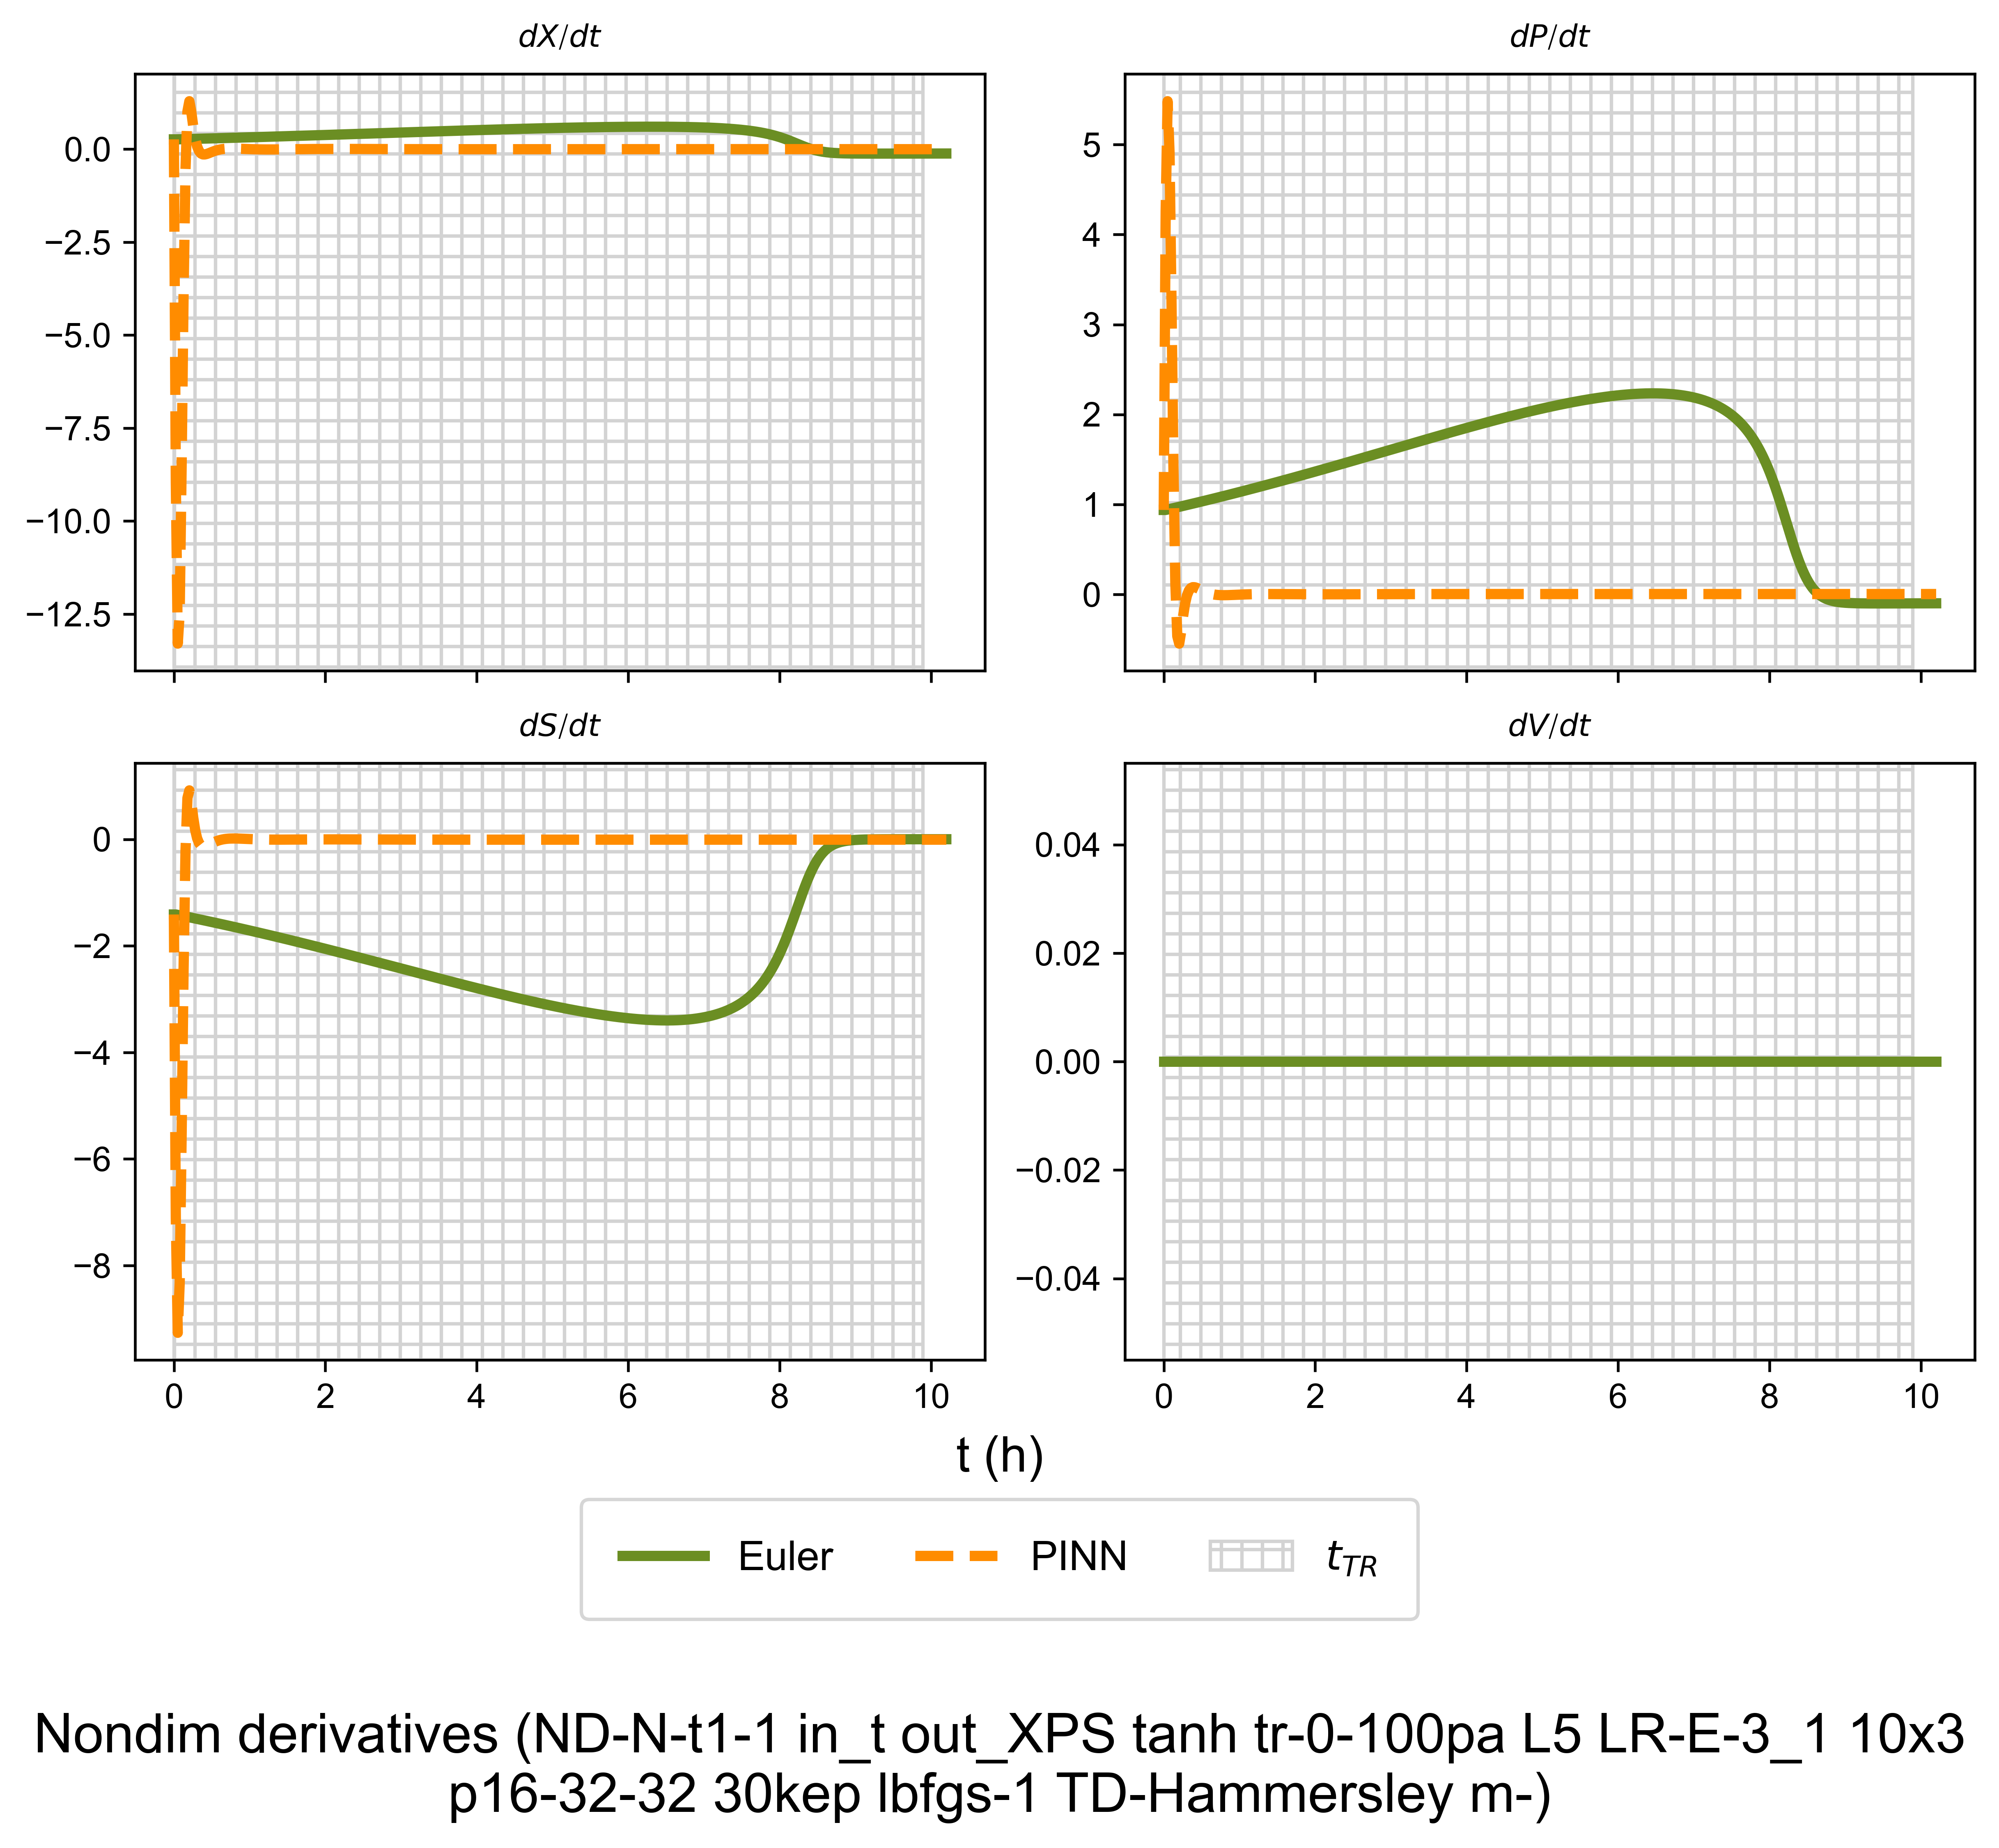 dX/dt
dP/dt
0.0
−2.5
−5.0
−7.5
−10.0
−12.5
5
4
3
2
1
0
dS/dt
dV/dt
0
−2
−4
−6
−8
0.04
0.02
0.00
−0.02
−0.04
0 2 4 6 8 10
0 2 4 6 8 10
t (h)
Euler PINN t_TR
Nondim derivatives (ND-N-t1-1 in_t out_XPS tanh tr-0-100pa L5 LR-E-3_1 10x3
p16-32-32 30kep lbfgs-1 TD-Hammersley m-)